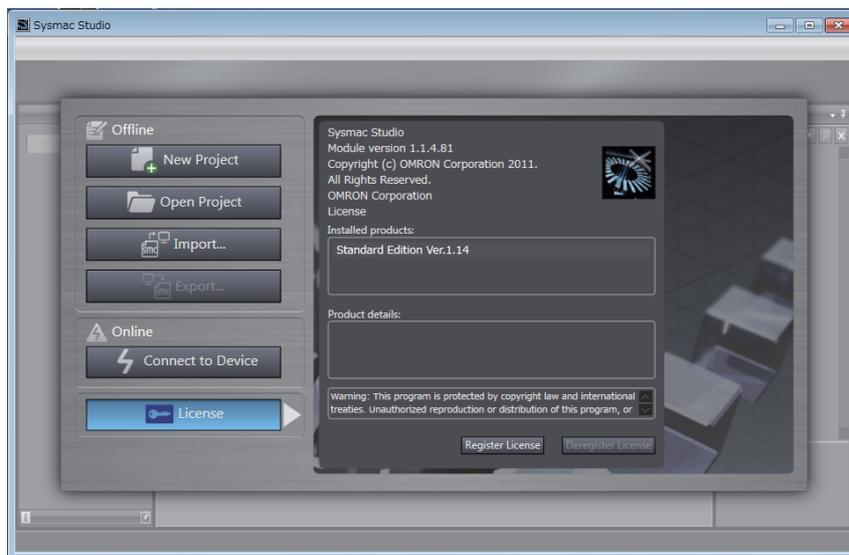 Sysmac Studio
Offline
New Project
Open Project
Import...
Export...
Online
Connect to Device
License
Sysmac Studio
Module version 1.1.4.81
Copyright (c) OMRON Corporation 2011.
All Rights Reserved.
OMRON Corporation
License
Installed products:
Standard Edition Ver.1.14
Product details:
Warning: This program is protected by copyright law and international
treaties. Unauthorized reproduction or distribution of this program, or
Register License
Deregister License